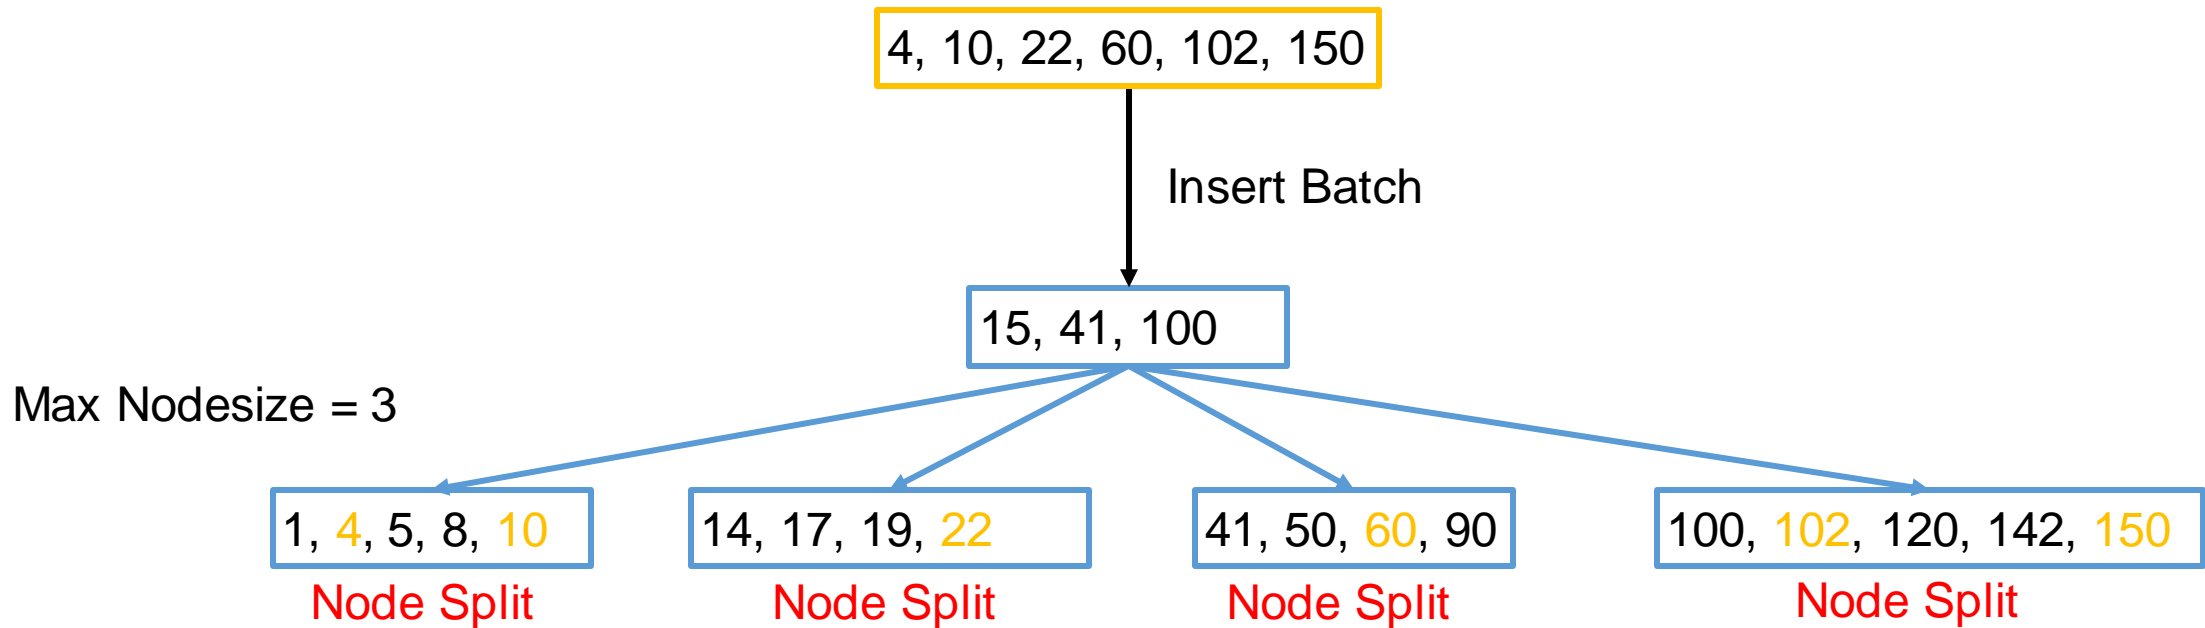 4, 10, 22, 60, 102, 150
Insert Batch
15, 41, 100
Max Nodesize = 3
1, 4, 5, 8, 10
14, 17, 19, 22
41, 50, 60, 90
100, 102, 120, 142, 150
Node Split
Node Split
Node Split
Node Split